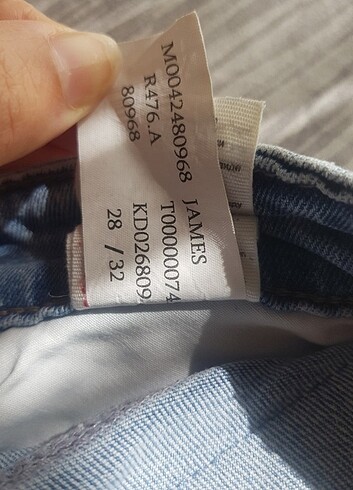 M0042480968 JAMES
R476.A T00000074
80968 KD026809
28 /32